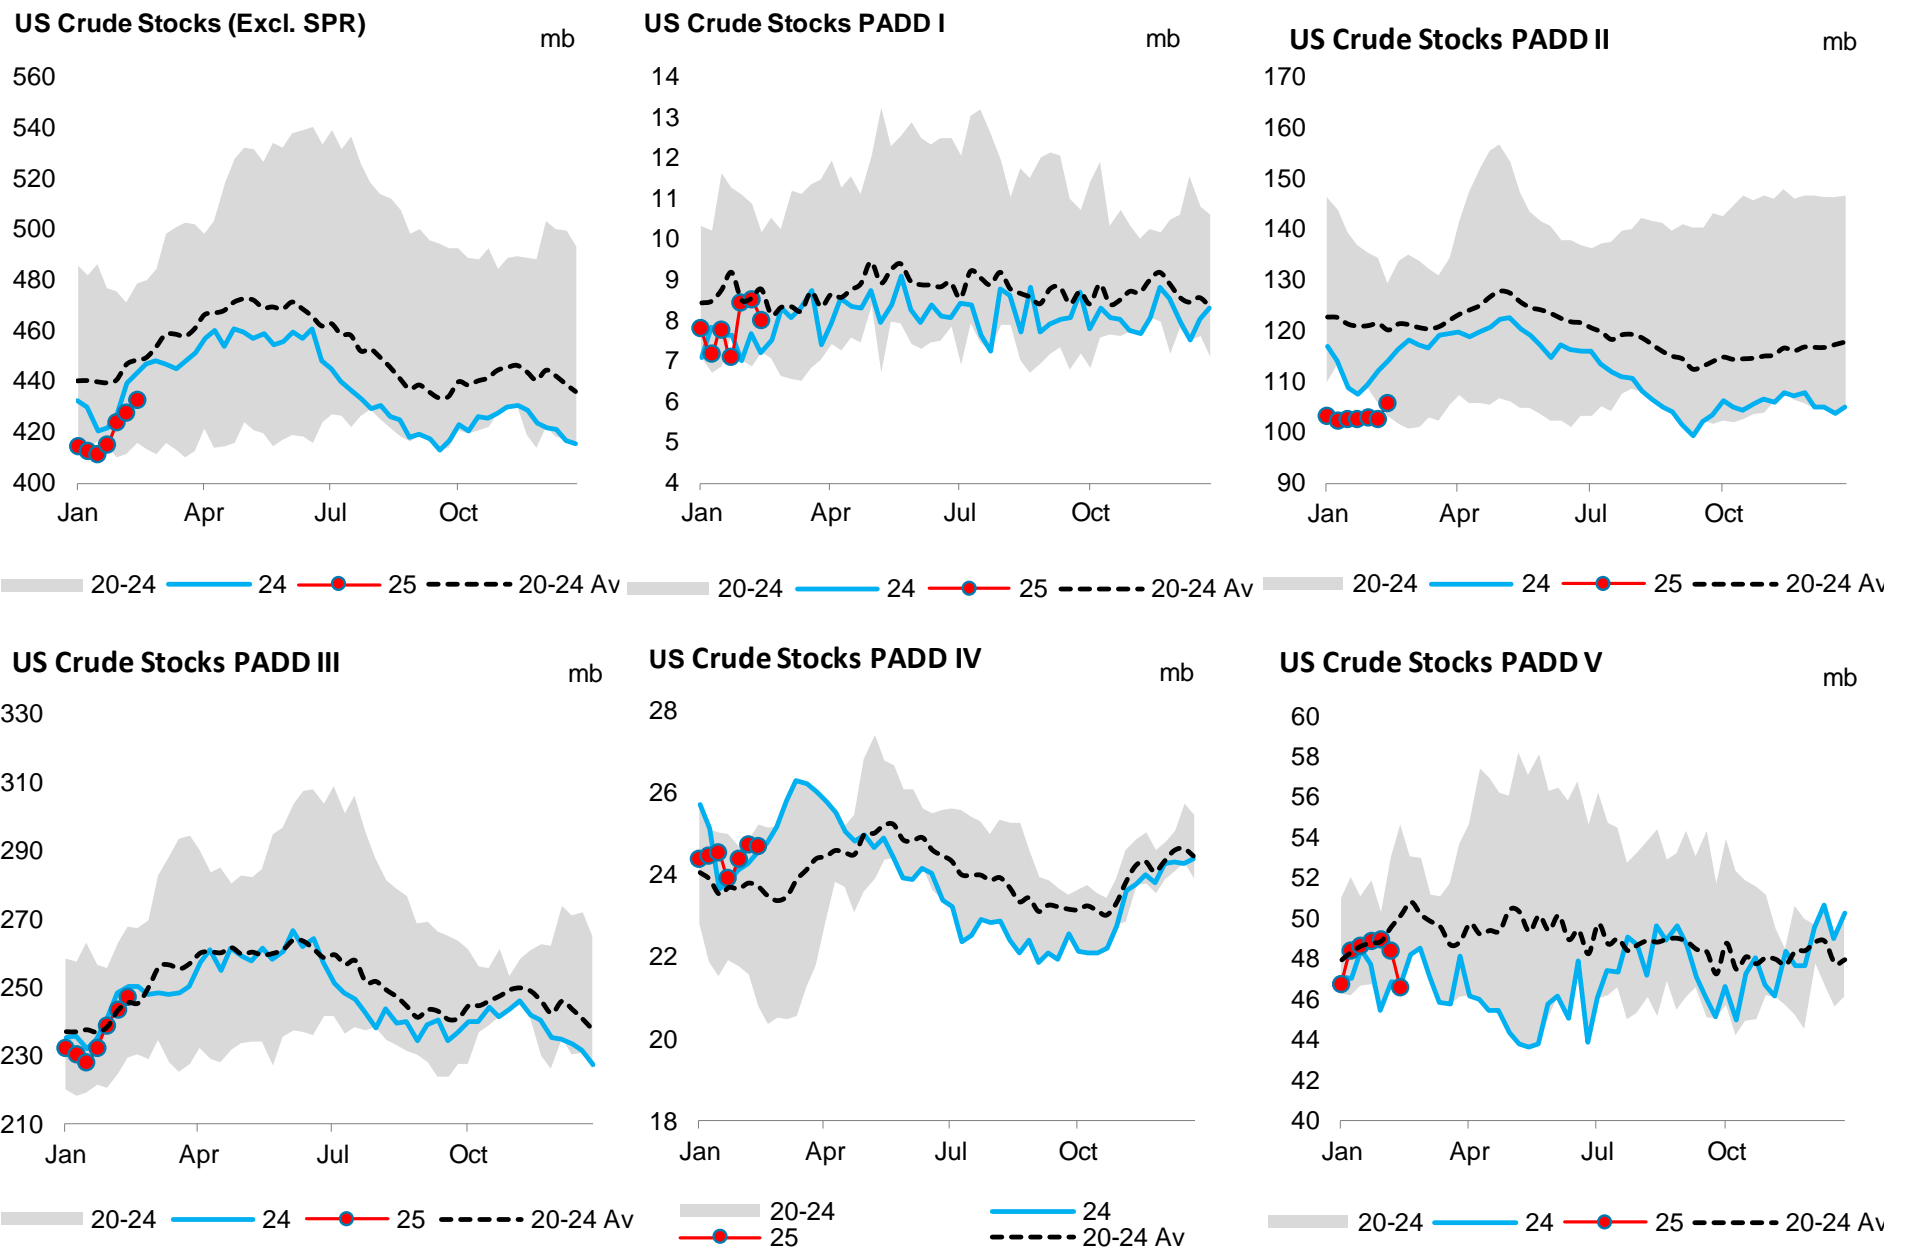 US Crude Stocks (Excl. SPR)
mb
560
540
520
500
480
460
440
420
400
Jan Apr Jul Oct
20-24 24 25 20-24 Av
US Crude Stocks PADD I
mb
14
13
12
11
10
9
8
7
6
5
4
Jan Apr Jul Oct
20-24 24 25 20-24 Av
US Crude Stocks PADD II
mb
170
160
150
140
130
120
110
100
90
Jan Apr Jul Oct
20-24 24 25 20-24 Av
US Crude Stocks PADD III
mb
330
310
290
270
250
230
210
Jan Apr Jul Oct
20-24 24 25 20-24 Av
US Crude Stocks PADD IV
mb
28
26
24
22
20
18
Jan Apr Jul Oct
20-24 24
25 20-24 Av
US Crude Stocks PADD V
mb
60
58
56
54
52
50
48
46
44
42
40
Jan Apr Jul Oct
20-24 24 25 20-24 Av